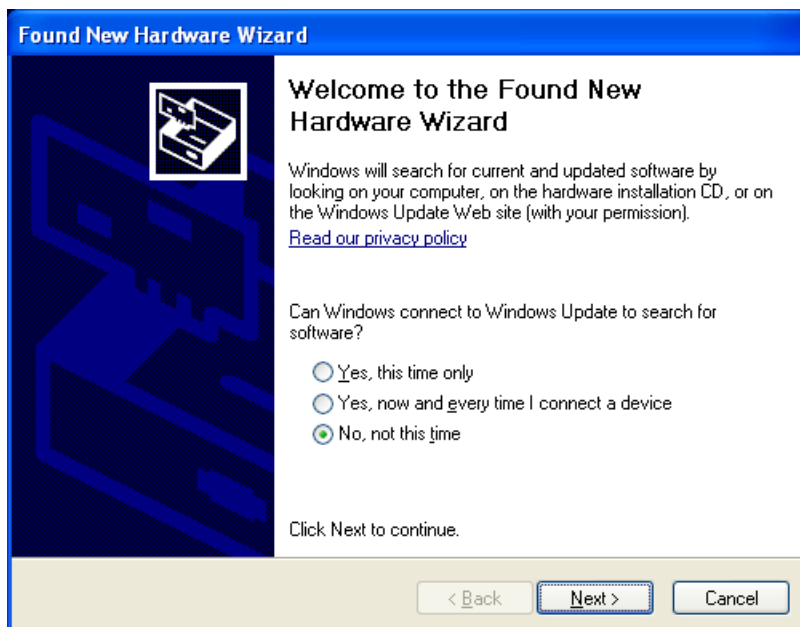 Found New Hardware Wizard
Welcome to the Found New
Hardware Wizard
Windows will search for current and updated software by
looking on your computer, on the hardware installation CD, or on
the Windows Update Web site (with your permission).
Read our privacy policy
Can Windows connect to Windows Update to search for
software?
Yes, this time only
Yes, now and every time I connect a device
No, not this time
Click Next to continue.
< Back
Next >
Cancel